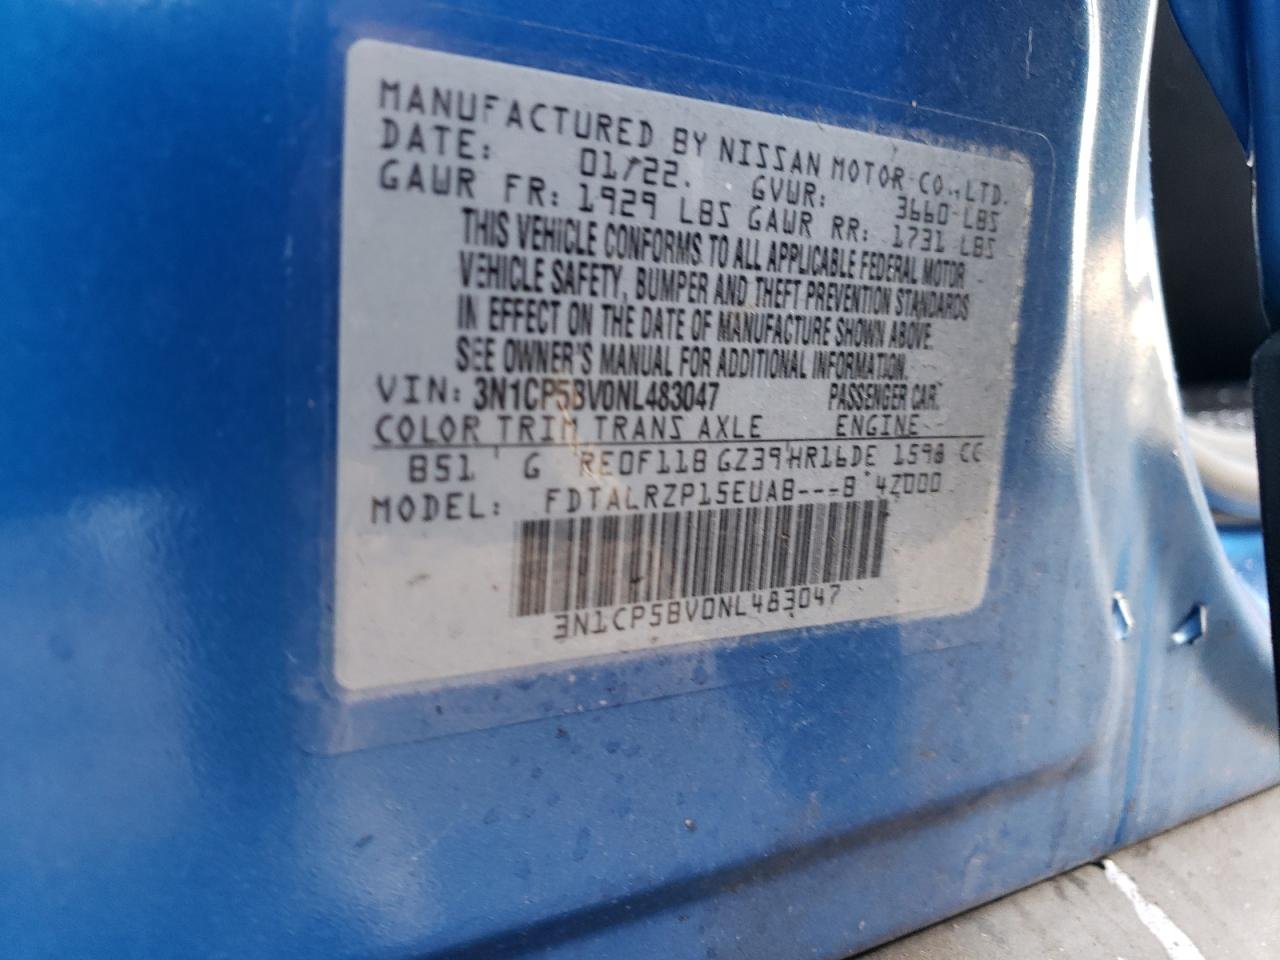 MANUFACTURED BY NISSAN MOTOR CO., LTD.
DATE: 01/22. GVWR: 3660 LBS
GAWR FR: 1929 LBS GAWR RR: 1731 LBS
THIS VEHICLE CONFORMS TO ALL APPLICABLE FEDERAL MOTOR
VEHICLE SAFETY, BUMPER AND THEFT PREVENTION STANDARDS
IN EFFECT ON THE DATE OF MANUFACTURE SHOWN ABOVE.
SEE OWNER'S MANUAL FOR ADDITIONAL INFORMATION.
VIN: 3N1CP5BV0NL483047 PASSENGER CAR.
COLOR TRIM TRANS AXLE ENGINE
B51 G RE0F11B GZ39 HR16DE 1598 CC
MODEL: FDTALRZP15EUAB---B 4Z000
3N1CP5BV0NL483047